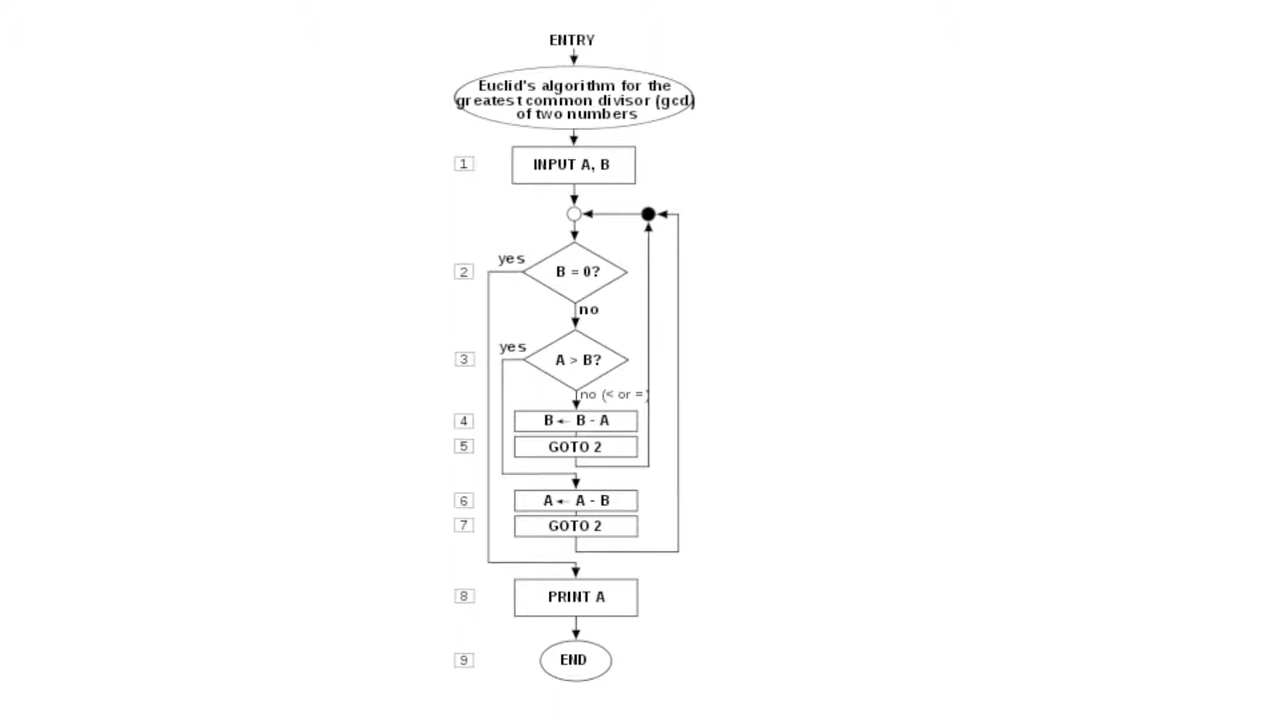 ENTRY
Euclid's algorithm for the
greatest common divisor (gcd)
of two numbers
1
INPUT A, B
yes
2
B = 0?
no
yes
3
A > B?
no (< or =)
4
B ← B - A
5
GOTO 2
6
A ← A - B
7
GOTO 2
8
PRINT A
9
END